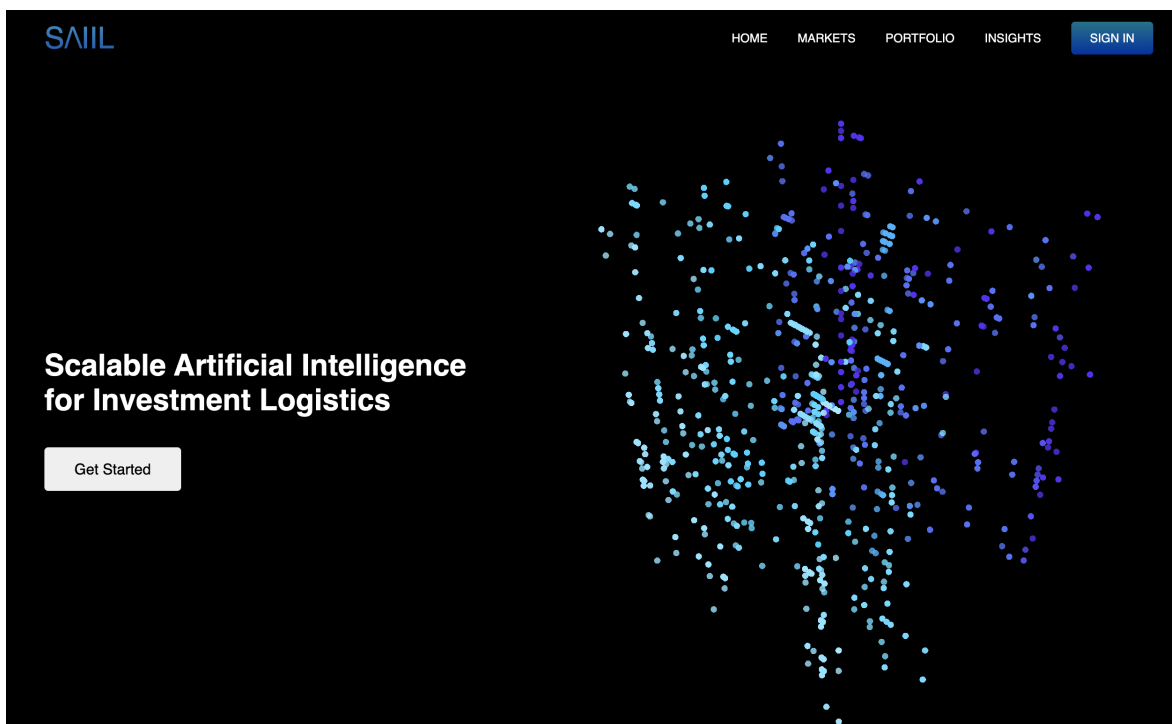 SAIIL
HOME MARKETS PORTFOLIO INSIGHTS SIGN IN
Scalable Artificial Intelligence
for Investment Logistics
Get Started